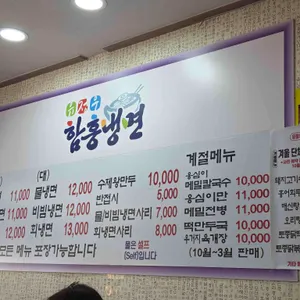 함흥냉면
(대)
11,000 물냉면 12,000
11,000 비빔냉면 12,000
12,000 회냉면 13,000
수제왕만두 10,000
반접시 5,000
물/비빔냉면사리 7,000
회냉면사리 8,000
모든 메뉴 포장가능합니다
물은 셀프
(Self)입니다
계절메뉴
옹심이
메밀칼국수 10,000
옹심이만 11,000
메밀전병 11,000
떡만두국 10,000
우거지육개장 10,000
(10월~3월 판매)
겨울